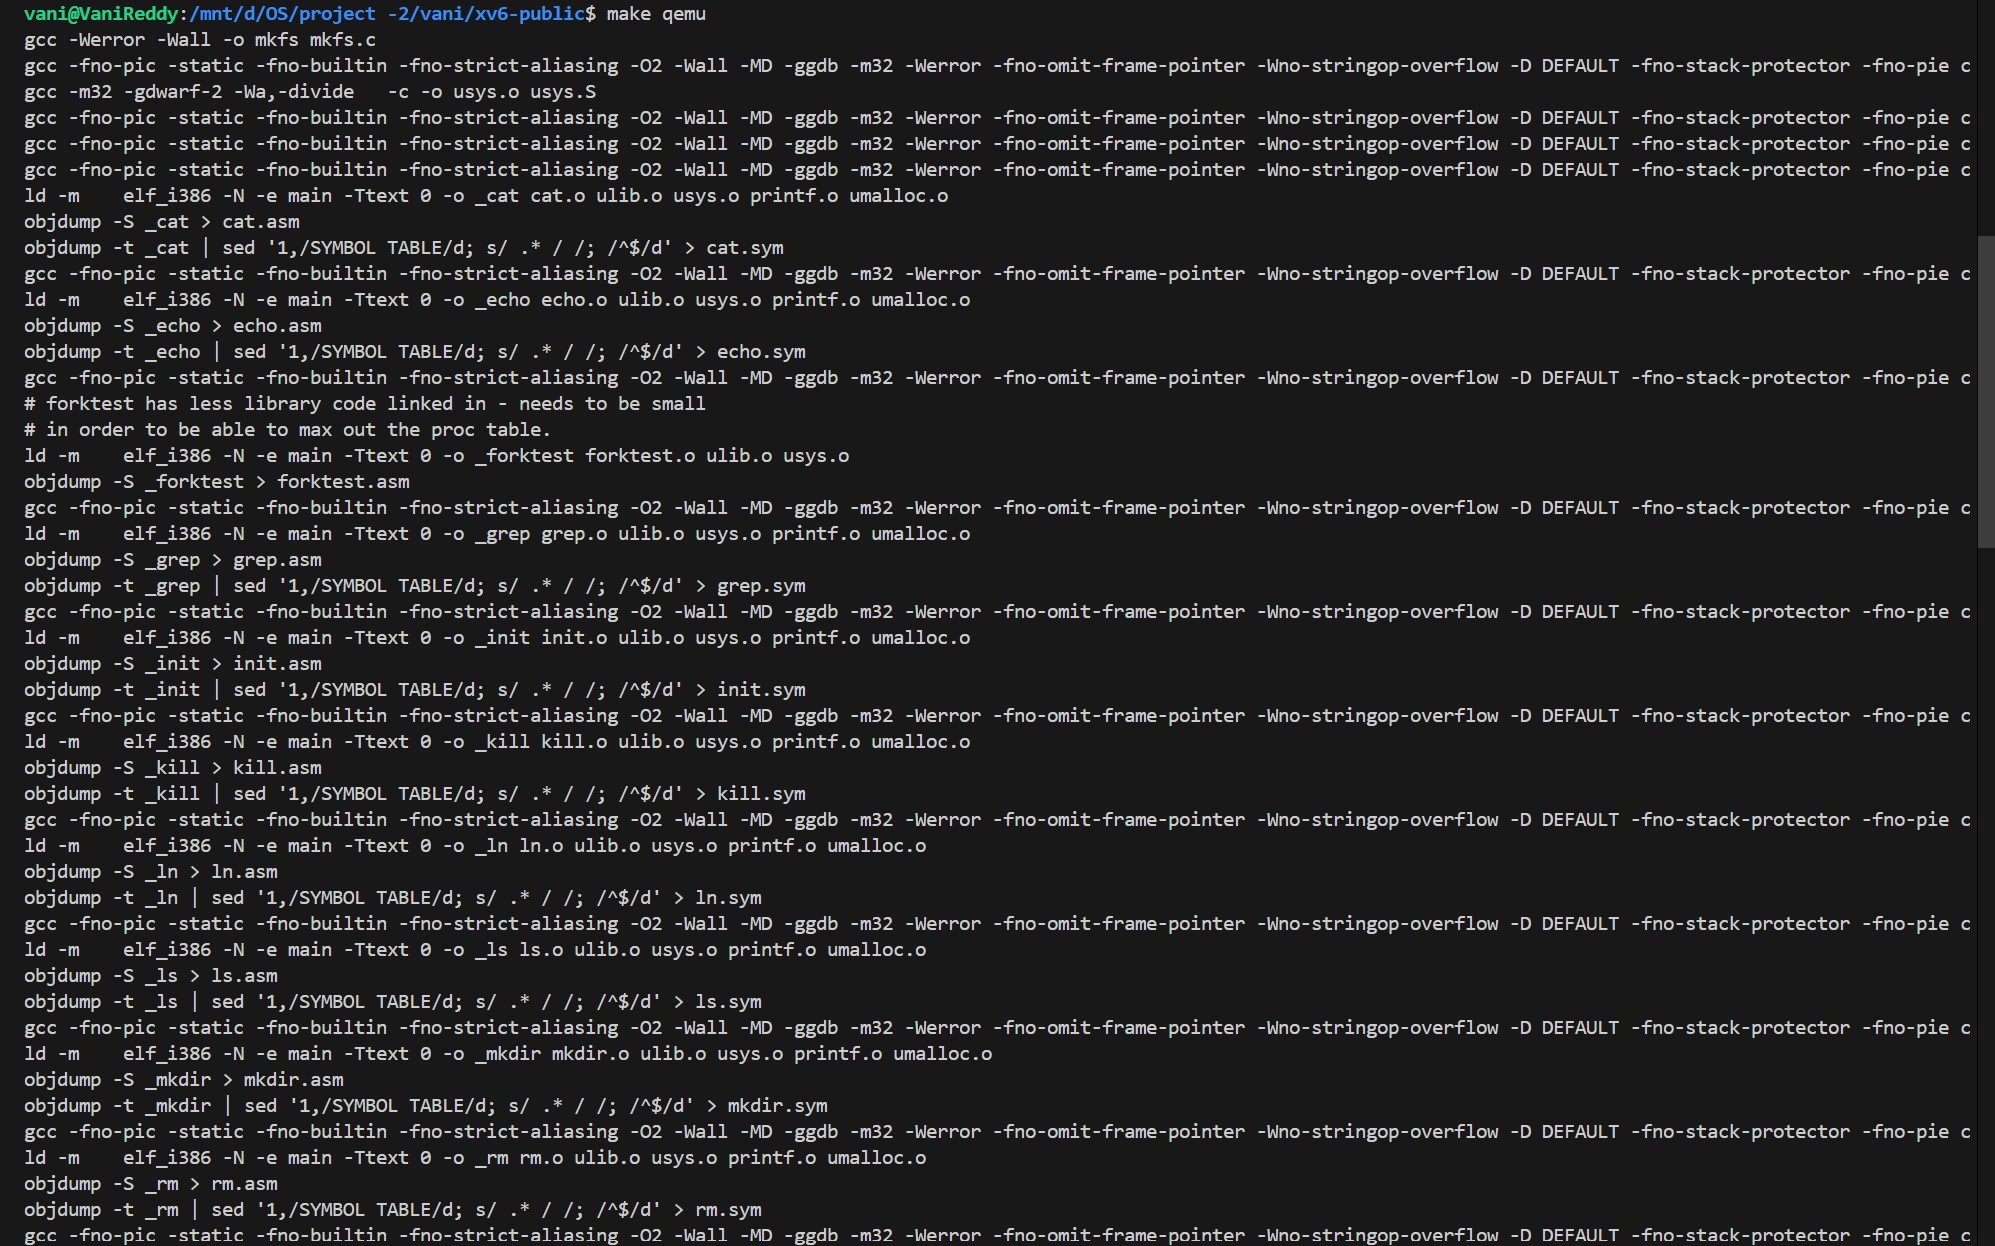 vani@VaniReddy:/mnt/d/OS/project -2/vani/xv6-public$ make qemu
gcc -Werror -Wall -o mkfs mkfs.c
gcc -fno-pic -static -fno-builtin -fno-strict-aliasing -O2 -Wall -MD -ggdb -m32 -Werror -fno-omit-frame-pointer -Wno-stringop-overflow -D DEFAULT -fno-stack-protector -fno-pie c
gcc -m32 -gdwarf-2 -Wa,-divide   -c -o usys.o usys.S
gcc -fno-pic -static -fno-builtin -fno-strict-aliasing -O2 -Wall -MD -ggdb -m32 -Werror -fno-omit-frame-pointer -Wno-stringop-overflow -D DEFAULT -fno-stack-protector -fno-pie c
gcc -fno-pic -static -fno-builtin -fno-strict-aliasing -O2 -Wall -MD -ggdb -m32 -Werror -fno-omit-frame-pointer -Wno-stringop-overflow -D DEFAULT -fno-stack-protector -fno-pie c
gcc -fno-pic -static -fno-builtin -fno-strict-aliasing -O2 -Wall -MD -ggdb -m32 -Werror -fno-omit-frame-pointer -Wno-stringop-overflow -D DEFAULT -fno-stack-protector -fno-pie c
ld -m    elf_i386 -N -e main -Ttext 0 -o _cat cat.o ulib.o usys.o printf.o umalloc.o
objdump -S _cat > cat.asm
objdump -t _cat | sed '1,/SYMBOL TABLE/d; s/ .* / /; /^$/d' > cat.sym
gcc -fno-pic -static -fno-builtin -fno-strict-aliasing -O2 -Wall -MD -ggdb -m32 -Werror -fno-omit-frame-pointer -Wno-stringop-overflow -D DEFAULT -fno-stack-protector -fno-pie c
ld -m    elf_i386 -N -e main -Ttext 0 -o _echo echo.o ulib.o usys.o printf.o umalloc.o
objdump -S _echo > echo.asm
objdump -t _echo | sed '1,/SYMBOL TABLE/d; s/ .* / /; /^$/d' > echo.sym
gcc -fno-pic -static -fno-builtin -fno-strict-aliasing -O2 -Wall -MD -ggdb -m32 -Werror -fno-omit-frame-pointer -Wno-stringop-overflow -D DEFAULT -fno-stack-protector -fno-pie c
# forktest has less library code linked in - needs to be small
# in order to be able to max out the proc table.
ld -m    elf_i386 -N -e main -Ttext 0 -o _forktest forktest.o ulib.o usys.o
objdump -S _forktest > forktest.asm
gcc -fno-pic -static -fno-builtin -fno-strict-aliasing -O2 -Wall -MD -ggdb -m32 -Werror -fno-omit-frame-pointer -Wno-stringop-overflow -D DEFAULT -fno-stack-protector -fno-pie c
ld -m    elf_i386 -N -e main -Ttext 0 -o _grep grep.o ulib.o usys.o printf.o umalloc.o
objdump -S _grep > grep.asm
objdump -t _grep | sed '1,/SYMBOL TABLE/d; s/ .* / /; /^$/d' > grep.sym
gcc -fno-pic -static -fno-builtin -fno-strict-aliasing -O2 -Wall -MD -ggdb -m32 -Werror -fno-omit-frame-pointer -Wno-stringop-overflow -D DEFAULT -fno-stack-protector -fno-pie c
ld -m    elf_i386 -N -e main -Ttext 0 -o _init init.o ulib.o usys.o printf.o umalloc.o
objdump -S _init > init.asm
objdump -t _init | sed '1,/SYMBOL TABLE/d; s/ .* / /; /^$/d' > init.sym
gcc -fno-pic -static -fno-builtin -fno-strict-aliasing -O2 -Wall -MD -ggdb -m32 -Werror -fno-omit-frame-pointer -Wno-stringop-overflow -D DEFAULT -fno-stack-protector -fno-pie c
ld -m    elf_i386 -N -e main -Ttext 0 -o _kill kill.o ulib.o usys.o printf.o umalloc.o
objdump -S _kill > kill.asm
objdump -t _kill | sed '1,/SYMBOL TABLE/d; s/ .* / /; /^$/d' > kill.sym
gcc -fno-pic -static -fno-builtin -fno-strict-aliasing -O2 -Wall -MD -ggdb -m32 -Werror -fno-omit-frame-pointer -Wno-stringop-overflow -D DEFAULT -fno-stack-protector -fno-pie c
ld -m    elf_i386 -N -e main -Ttext 0 -o _ln ln.o ulib.o usys.o printf.o umalloc.o
objdump -S _ln > ln.asm
objdump -t _ln | sed '1,/SYMBOL TABLE/d; s/ .* / /; /^$/d' > ln.sym
gcc -fno-pic -static -fno-builtin -fno-strict-aliasing -O2 -Wall -MD -ggdb -m32 -Werror -fno-omit-frame-pointer -Wno-stringop-overflow -D DEFAULT -fno-stack-protector -fno-pie c
ld -m    elf_i386 -N -e main -Ttext 0 -o _ls ls.o ulib.o usys.o printf.o umalloc.o
objdump -S _ls > ls.asm
objdump -t _ls | sed '1,/SYMBOL TABLE/d; s/ .* / /; /^$/d' > ls.sym
gcc -fno-pic -static -fno-builtin -fno-strict-aliasing -O2 -Wall -MD -ggdb -m32 -Werror -fno-omit-frame-pointer -Wno-stringop-overflow -D DEFAULT -fno-stack-protector -fno-pie c
ld -m    elf_i386 -N -e main -Ttext 0 -o _mkdir mkdir.o ulib.o usys.o printf.o umalloc.o
objdump -S _mkdir > mkdir.asm
objdump -t _mkdir | sed '1,/SYMBOL TABLE/d; s/ .* / /; /^$/d' > mkdir.sym
gcc -fno-pic -static -fno-builtin -fno-strict-aliasing -O2 -Wall -MD -ggdb -m32 -Werror -fno-omit-frame-pointer -Wno-stringop-overflow -D DEFAULT -fno-stack-protector -fno-pie c
ld -m    elf_i386 -N -e main -Ttext 0 -o _rm rm.o ulib.o usys.o printf.o umalloc.o
objdump -S _rm > rm.asm
objdump -t _rm | sed '1,/SYMBOL TABLE/d; s/ .* / /; /^$/d' > rm.sym
gcc -fno-pic -static -fno-builtin -fno-strict-aliasing -O2 -Wall -MD -ggdb -m32 -Werror -fno-omit-frame-pointer -Wno-stringop-overflow -D DEFAULT -fno-stack-protector -fno-pie c